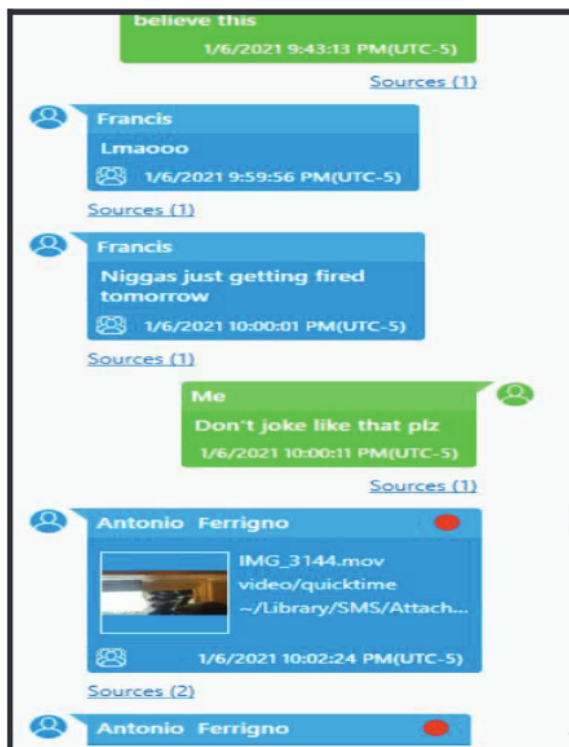 believe this
1/6/2021 9:43:13 PM(UTC-5)
Sources (1)
Francis
Lmaooo
1/6/2021 9:59:56 PM(UTC-5)
Sources (1)
Francis
Niggas just getting fired
tomorrow
1/6/2021 10:00:01 PM(UTC-5)
Sources (1)
Me
Don't joke like that plz
1/6/2021 10:00:11 PM(UTC-5)
Sources (1)
Antonio Ferrigno
IMG_3144.mov
video/quicktime
~/Library/SMS/Attach...
1/6/2021 10:02:24 PM(UTC-5)
Sources (2)
Antonio Ferrigno